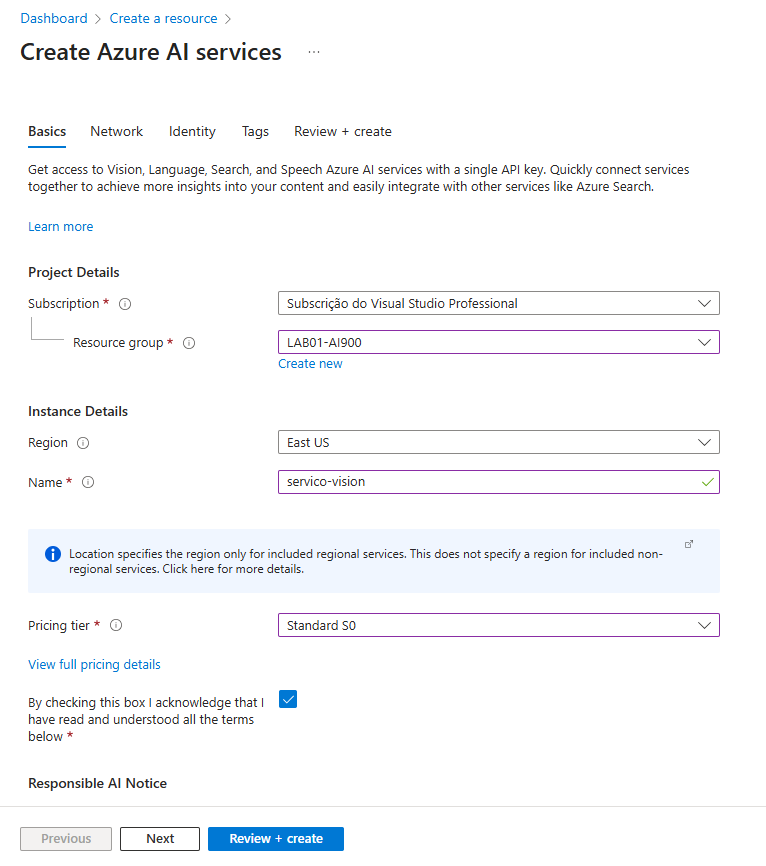 Dashboard > Create a resource >
Create Azure AI services ...
Basics Network Identity Tags Review + create
Get access to Vision, Language, Search, and Speech Azure AI services with a single API key. Quickly connect services
together to achieve more insights into your content and easily integrate with other services like Azure Search.
Learn more
Project Details
Subscription * Subscrição do Visual Studio Professional
Resource group * LAB01-AI900
Create new
Instance Details
Region East US
Name * servico-vision
Location specifies the region only for included regional services. This does not specify a region for included non-
regional services. Click here for more details.
Pricing tier * Standard S0
View full pricing details
By checking this box I acknowledge that I
have read and understood all the terms
below *
Responsible AI Notice
Previous Next Review + create